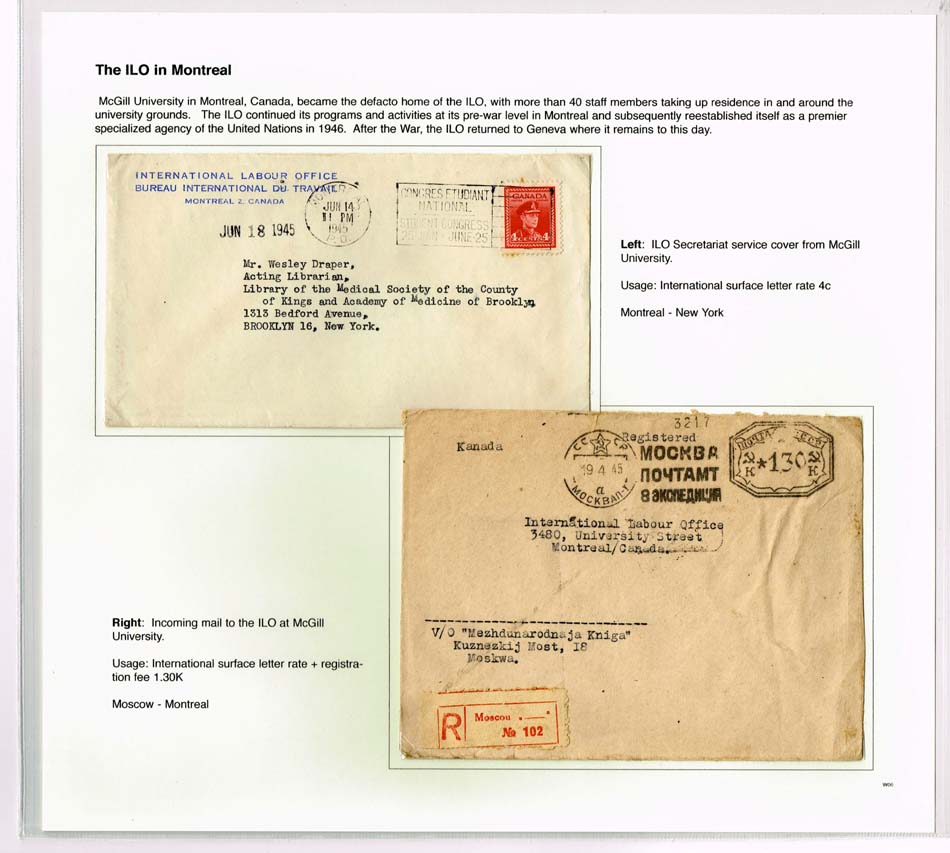 The ILO in Montreal
McGill University in Montreal, Canada, became the defacto home of the ILO, with more than 40 staff members taking up residence in and around the
university grounds. The ILO continued its programs and activities at its pre-war level in Montreal and subsequently reestablished itself as a premier
specialized agency of the United Nations in 1946. After the War, the ILO returned to Geneva where it remains to this day.
INTERNATIONAL LABOUR OFFICE
BUREAU INTERNATIONAL DU TRAVAIL
MONTREAL 2, CANADA
JUN 14
11 PM
1945
P.Q.
CONGRES ETUDIANT
NATIONAL
STUDENT CONGRESS
JUNE-25
CANADA
4 CENTS 4
JUN 18 1945
Mr. Wesley Draper,
Acting Librarian,
Library of the Medical Society of the County
of Kings and Academy of Medicine of Brooklyn
1313 Bedford Avenue,
BROOKLYN 16, New York.
Left: ILO Secretariat service cover from McGill
University.
Usage: International surface letter rate 4c
Montreal - New York
3217
Kanada
Registered
СССР
19 4 45
а
МОСКВА
МОСКВА
ПОЧТАМТ
8 ЭКСПЕДИЦИЯ
ПОЧТА СССР
К *130 К
International Labour Office
3480, University Street
Montreal/Canada.
V/O "Mezhdunarodnaja Kniga"
Kuznezkij Most, 18
Moskwa.
R
Moscou
№ 102
Right: Incoming mail to the ILO at McGill
University.
Usage: International surface letter rate + registra-
tion fee 1.30K
Moscow - Montreal